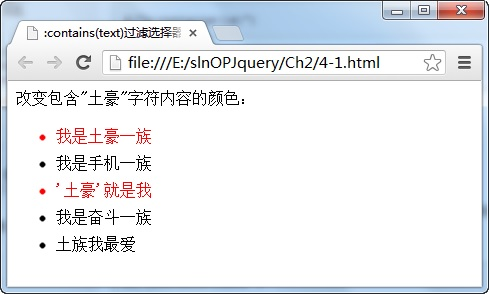 :contains(text)过滤选择器
file:///E:/slnOPJquery/Ch2/4-1.html
改变包含"土豪"字符内容的颜色：
我是土豪一族
我是手机一族
'土豪'就是我
我是奋斗一族
土族我最爱